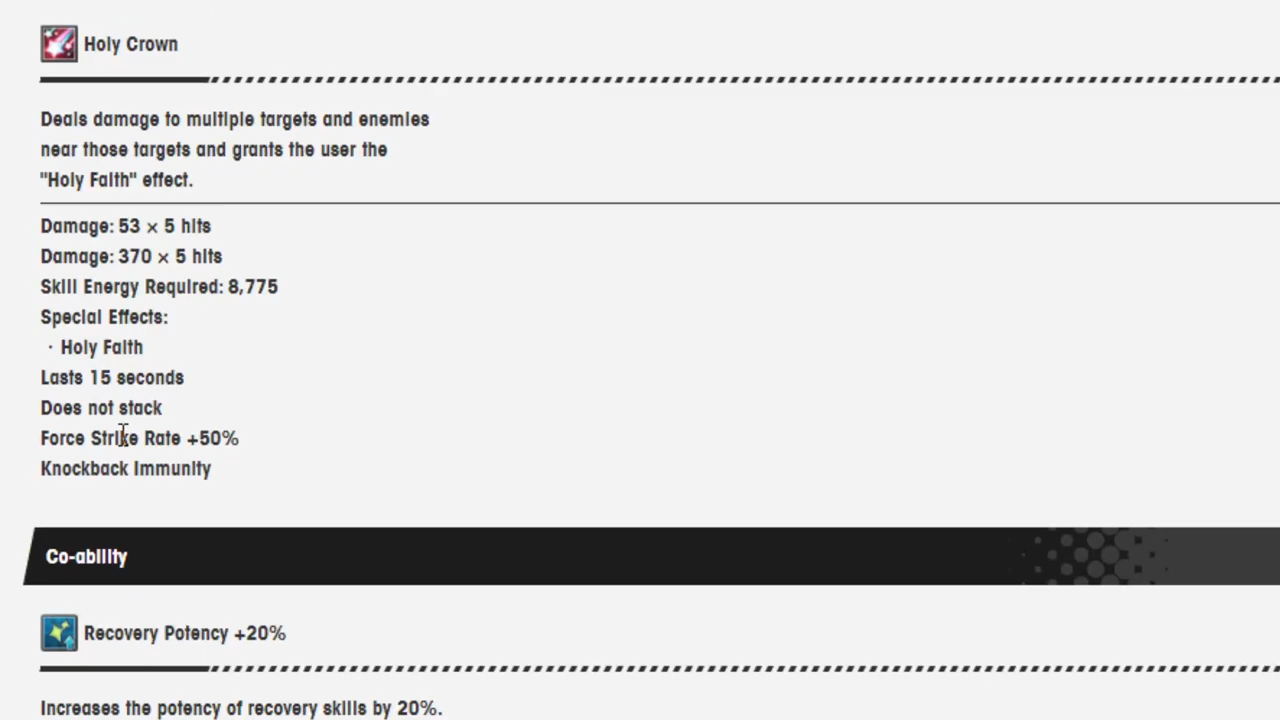 Holy Crown
Deals damage to multiple targets and enemies
near those targets and grants the user the
"Holy Faith" effect.
Damage: 53 × 5 hits
Damage: 370 × 5 hits
Skill Energy Required: 8,775
Special Effects:
・Holy Faith
Lasts 15 seconds
Does not stack
Force Strike Rate +50%
Knockback Immunity
Co-ability
Recovery Potency +20%
Increases the potency of recovery skills by 20%.